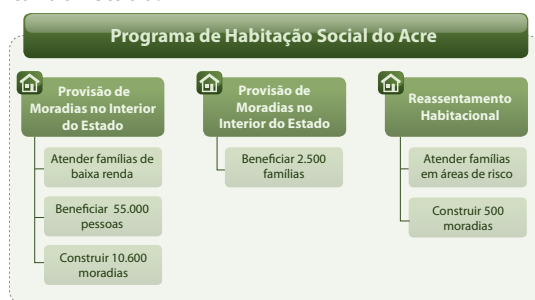 Programa de Habitação Social do Acre
Provisão de
Moradias no Interior
do Estado
Atender famílias de
baixa renda
Beneficiar 55.000
pessoas
Construir 10.600
moradias
Provisão de
Moradias no
Interior do Estado
Beneficiar 2.500
famílias
Reassentamento
Habitacional
Atender famílias
em áreas de risco
Construir 500
moradias